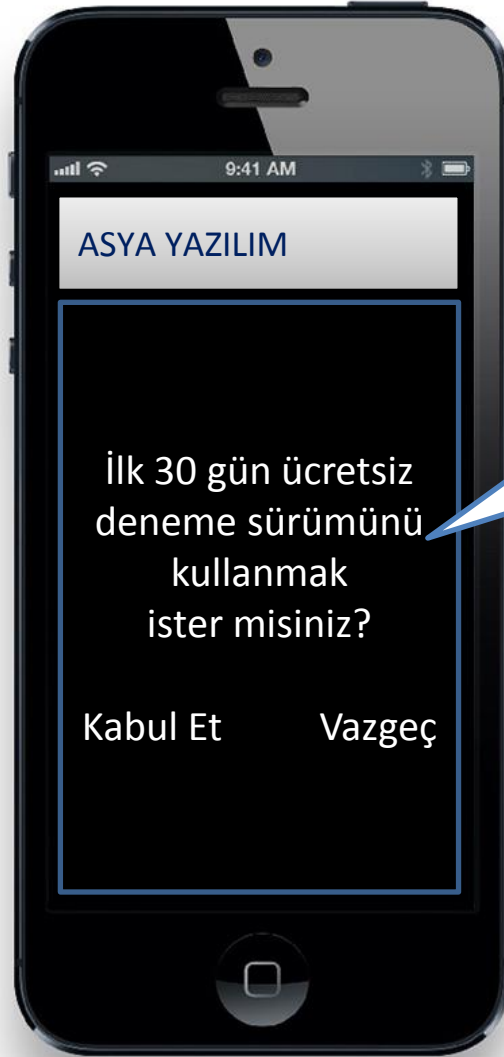 9:41 AM
ASYA YAZILIM
İlk 30 gün ücretsiz
deneme sürümünü
kullanmak
ister misiniz?
Kabul Et Vazgeç